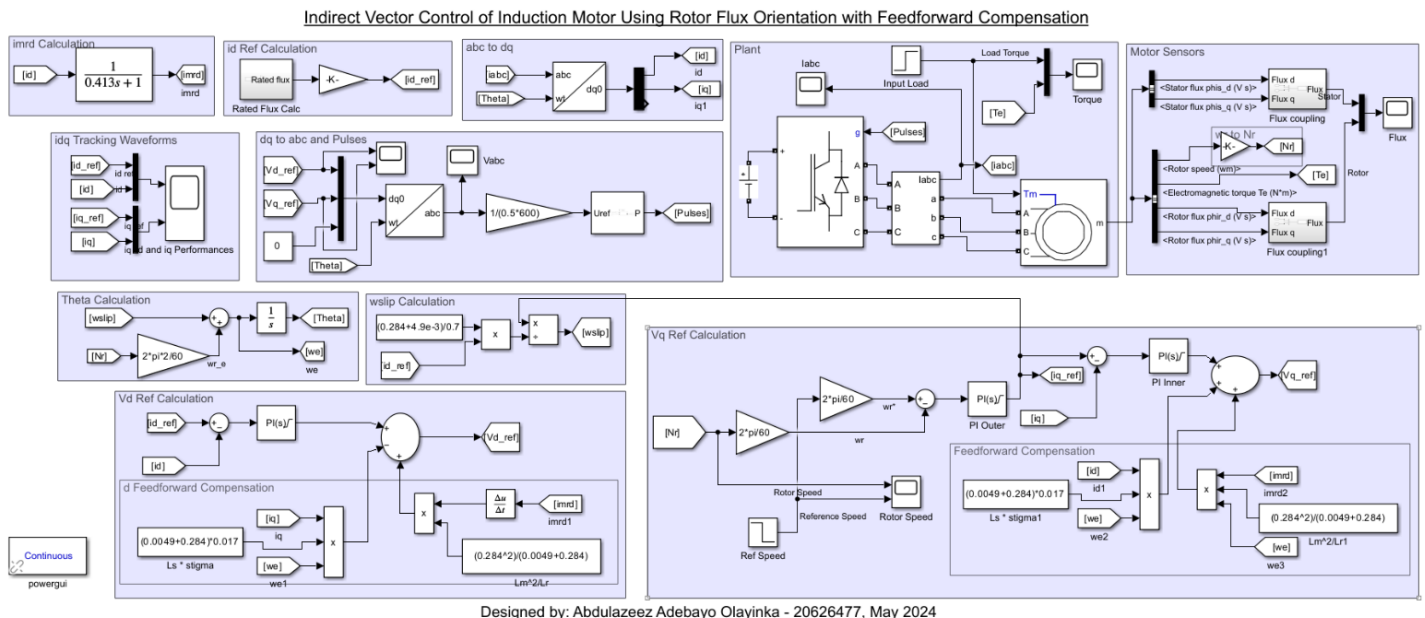 Indirect Vector Control of Induction Motor Using Rotor Flux Orientation with Feedforward Compensation
imrd Calculation
[id]
1
0.413s + 1
[imrd]
imrd
id Ref Calculation
Rated flux
Rated Flux Calc
-K-
[id_ref]
abc to dq
[iabc]
[Theta]
abc
wt
dq0
[id]
id
[iq]
iq1
Plant
Iabc
Input Load
Load Torque
[Te]
Torque
g
[Pulses]
+
-
A
B
C
[iabc]
Iabc
A
B
C
a
b
c
Tm
A
B
C
m
Motor Sensors
<Stator flux phis_d (V s)
<Stator flux phis_q (V s)
Flux d
Flux q
Flux coupling
Stator
Flux
-K-
[Nr]
<Rotor speed (wm)>
[Te]
<Electromagnetic torque Te (N*m)>
Rotor
<Rotor flux phir_d (V s)>
<Rotor flux phir_q (V s)>
Flux d
Flux q
Flux coupling1
idq Tracking Waveforms
[id_ref]
[id]
[iq_ref]
[iq]
id and iq Performances
dq to abc and Pulses
[Vd_ref]
[Vq_ref]
0
[Theta]
dq0
wt
abc
Vabc
1/(0.5*600)
Uref
P
[Pulses]
Theta Calculation
[wslip]
[Nr]
2*pi*2/60
wr_e
1
s
[Theta]
[we]
we
wslip Calculation
(0.284+4.9e-3)/0.7
[id_ref]
x
x
÷
[wslip]
Vd Ref Calculation
[id_ref]
[id]
PI(s)
[Vd_ref]
d Feedforward Compensation
[iq]
iq
(0.0049+0.284)*0.017
Ls * stigma
[we]
we1
x
x
Δu
Δt
[imrd]
imrd1
(0.284^2)/(0.0049+0.284)
Lm^2/Lr
Vq Ref Calculation
[Nr]
2*pi/60
wr
2*pi/60
wr*
PI(s)
PI Outer
[iq_ref]
[iq]
PI(s)
PI Inner
[Vq_ref]
Rotor Speed
Reference Speed
Ref Speed
Rotor Speed
Feedforward Compensation
[id]
id1
(0.0049+0.284)*0.017
Ls * stigma1
[we]
we2
x
x
[imrd]
imrd2
(0.284^2)/(0.0049+0.284)
Lm^2/Lr1
[we]
we3
Continuous
powergui
Designed by: Abdulazeez Adebayo Olayinka - 20626477, May 2024